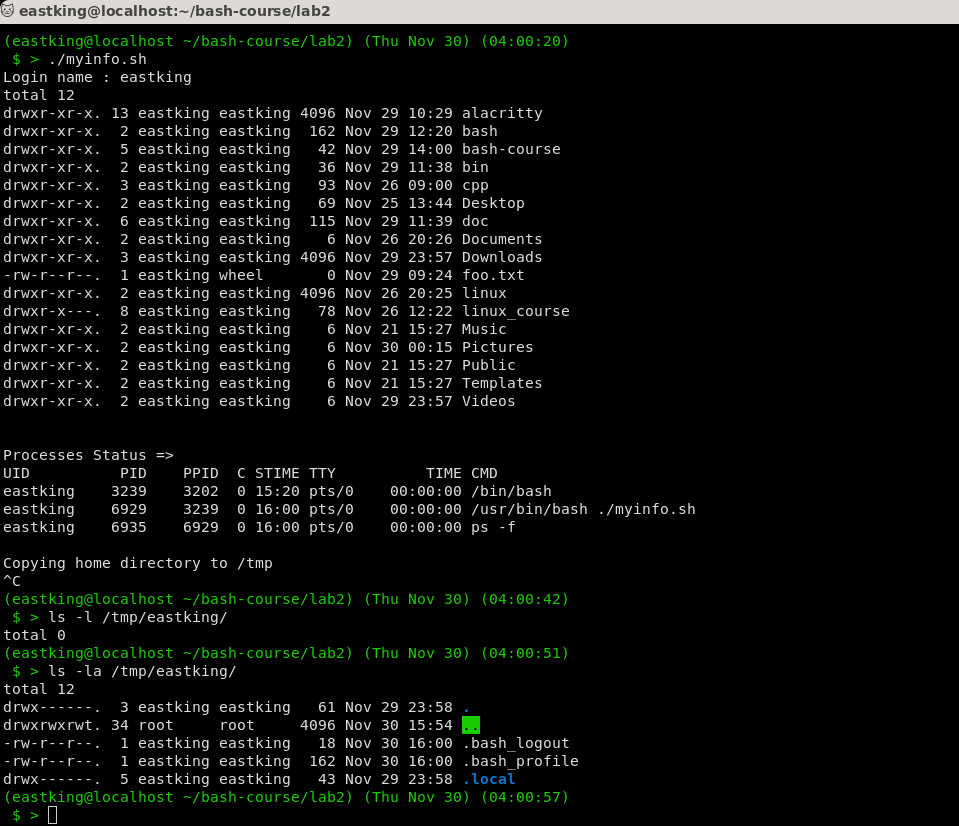 eastking@localhost:~/bash-course/lab2
(eastking@localhost ~/bash-course/lab2) (Thu Nov 30) (04:00:20)
 $ > ./myinfo.sh
Login name : eastking
total 12
drwxr-xr-x. 13 eastking eastking 4096 Nov 29 10:29 alacritty
drwxr-xr-x.  2 eastking eastking  162 Nov 29 12:20 bash
drwxr-xr-x.  5 eastking eastking   42 Nov 29 14:00 bash-course
drwxr-xr-x.  2 eastking eastking   36 Nov 29 11:38 bin
drwxr-xr-x.  3 eastking eastking   93 Nov 26 09:00 cpp
drwxr-xr-x.  2 eastking eastking   69 Nov 25 13:44 Desktop
drwxr-xr-x.  6 eastking eastking  115 Nov 29 11:39 doc
drwxr-xr-x.  2 eastking eastking    6 Nov 26 20:26 Documents
drwxr-xr-x.  3 eastking eastking 4096 Nov 29 23:57 Downloads
-rw-r--r--.  1 eastking wheel       0 Nov 29 09:24 foo.txt
drwxr-xr-x.  2 eastking eastking 4096 Nov 26 20:25 linux
drwxr-x---.  8 eastking eastking   78 Nov 26 12:22 linux_course
drwxr-xr-x.  2 eastking eastking    6 Nov 21 15:27 Music
drwxr-xr-x.  2 eastking eastking    6 Nov 30 00:15 Pictures
drwxr-xr-x.  2 eastking eastking    6 Nov 21 15:27 Public
drwxr-xr-x.  2 eastking eastking    6 Nov 21 15:27 Templates
drwxr-xr-x.  2 eastking eastking    6 Nov 29 23:57 Videos
Processes Status =>
UID          PID    PPID  C STIME TTY          TIME CMD
eastking    3239    3202  0 15:20 pts/0    00:00:00 /bin/bash
eastking    6929    3239  0 16:00 pts/0    00:00:00 /usr/bin/bash ./myinfo.sh
eastking    6935    6929  0 16:00 pts/0    00:00:00 ps -f
Copying home directory to /tmp
^C
(eastking@localhost ~/bash-course/lab2) (Thu Nov 30) (04:00:42)
 $ > ls -l /tmp/eastking/
total 0
(eastking@localhost ~/bash-course/lab2) (Thu Nov 30) (04:00:51)
 $ > ls -la /tmp/eastking/
total 12
drwx------.  3 eastking eastking   61 Nov 29 23:58 .
drwxrwxrwt. 34 root     root     4096 Nov 30 15:54 ..
-rw-r--r--.  1 eastking eastking   18 Nov 30 16:00 .bash_logout
-rw-r--r--.  1 eastking eastking  162 Nov 30 16:00 .bash_profile
drwx------.  5 eastking eastking   43 Nov 29 23:58 .local
(eastking@localhost ~/bash-course/lab2) (Thu Nov 30) (04:00:57)
 $ >